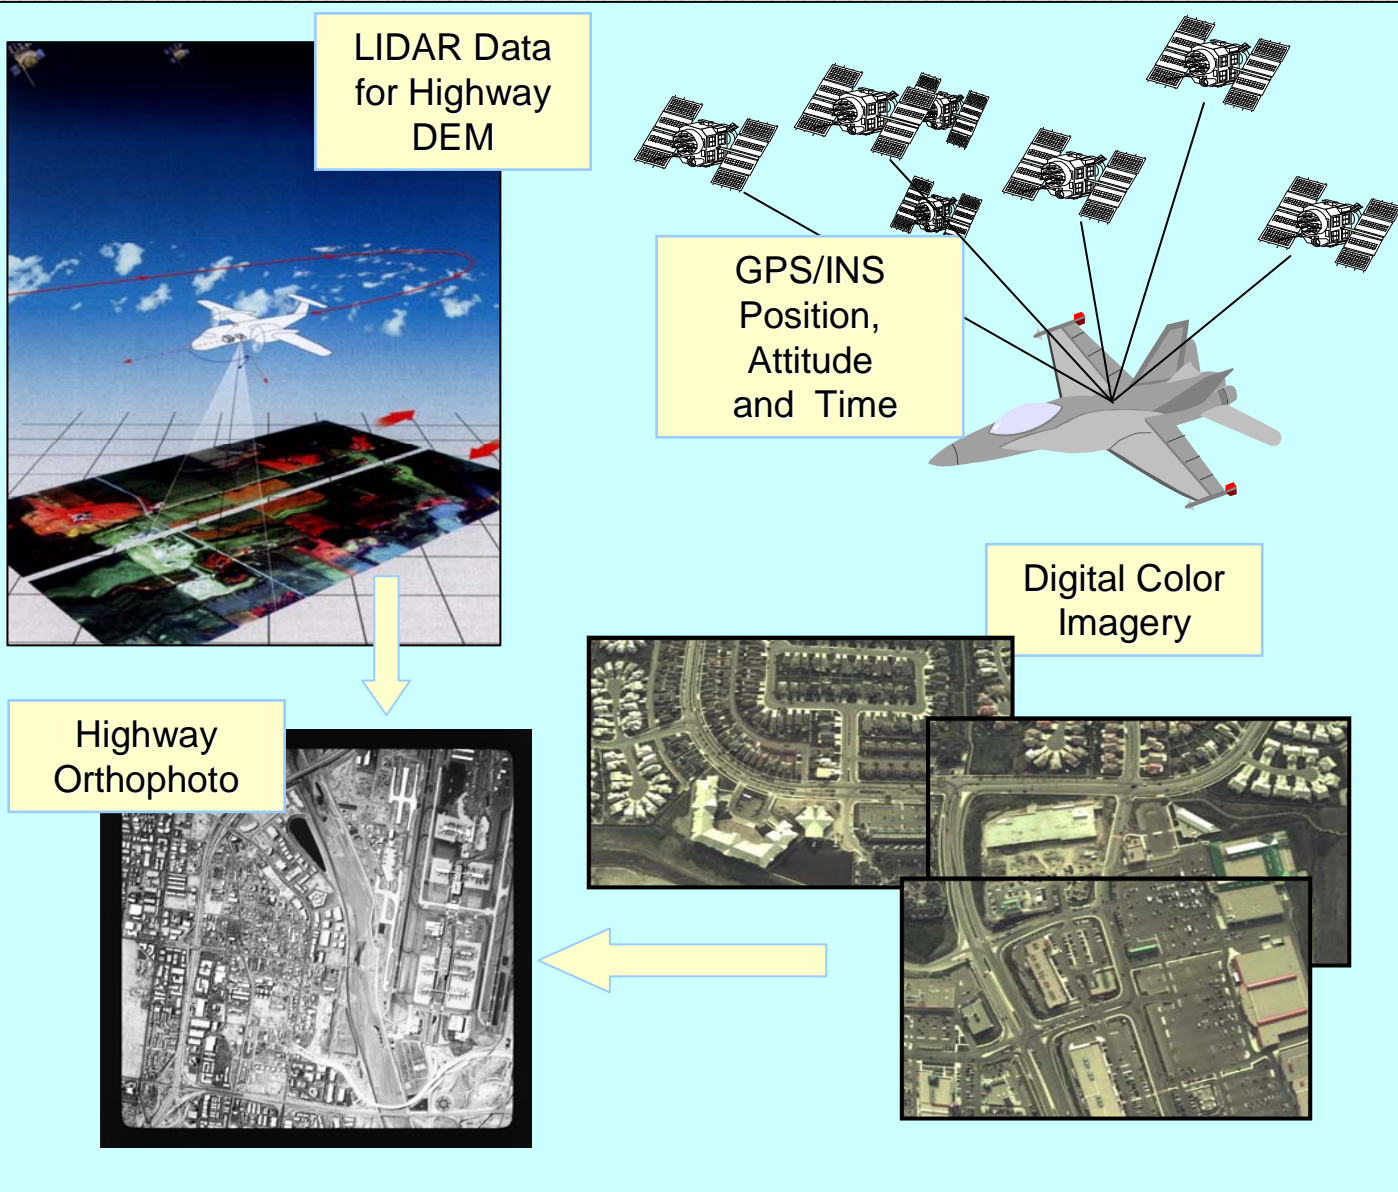 LIDAR Data
for Highway
DEM
GPS/INS
Position,
Attitude
and  Time
Digital Color
Imagery
Highway
Orthophoto